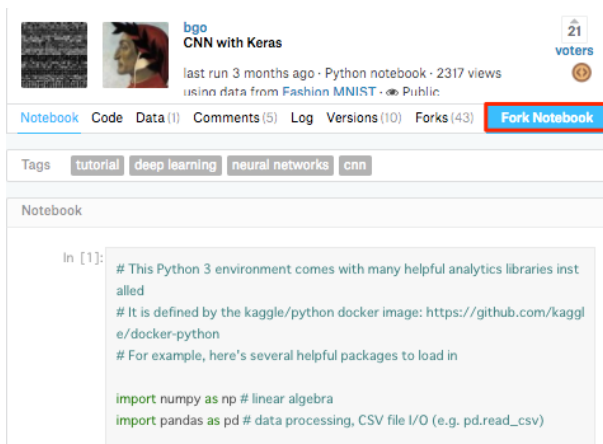 bgo
CNN with Keras
21
voters
last run 3 months ago · Python notebook · 2317 views
using data from Fashion MNIST · Public
Notebook Code Data (1) Comments (5) Log Versions (10) Forks (43) Fork Notebook
Tags tutorial deep learning neural networks cnn
Notebook
In [1]:
# This Python 3 environment comes with many helpful analytics libraries inst
alled
# It is defined by the kaggle/python docker image: https://github.com/kaggl
e/docker-python
# For example, here's several helpful packages to load in
import numpy as np # linear algebra
import pandas as pd # data processing, CSV file I/O (e.g. pd.read_csv)